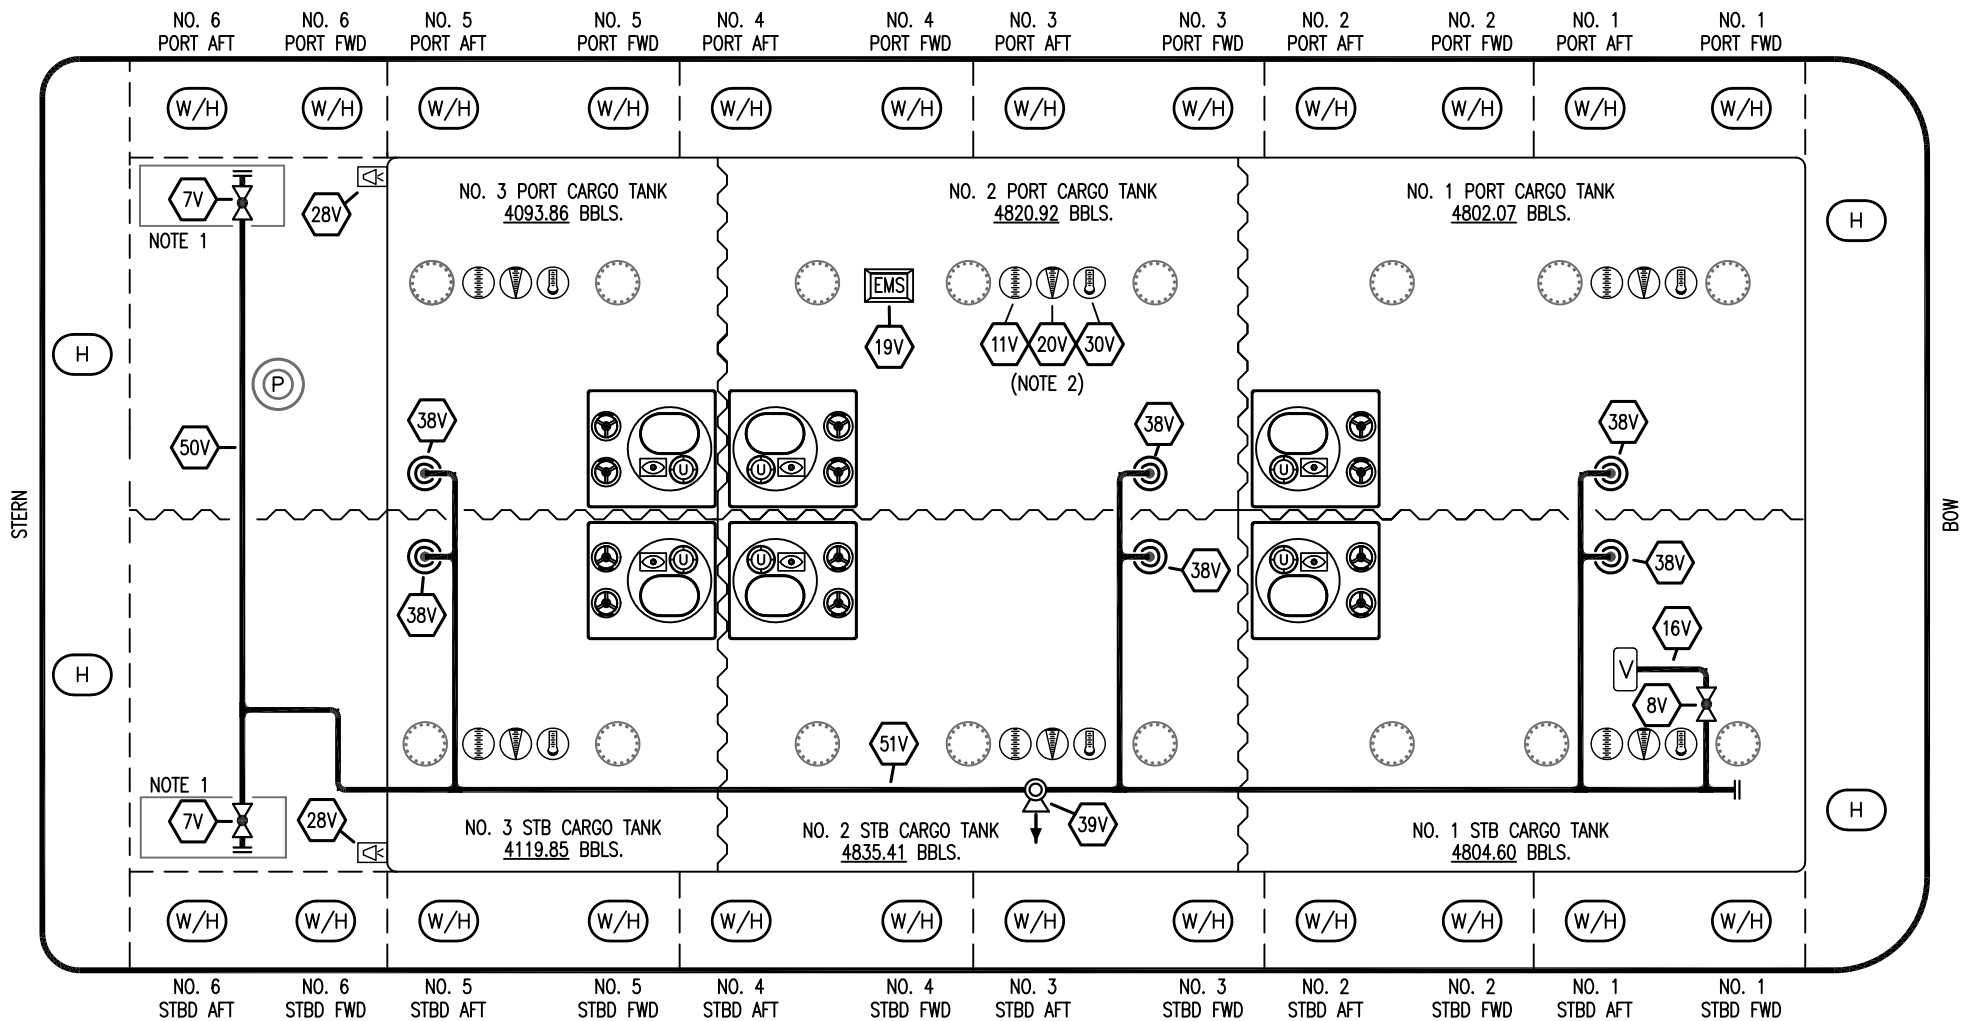 NO. 6
PORT AFT
NO. 6
PORT FWD
NO. 5
PORT AFT
NO. 5
PORT FWD
NO. 4
PORT AFT
NO. 4
PORT FWD
NO. 3
PORT AFT
NO. 3
PORT FWD
NO. 2
PORT AFT
NO. 2
PORT FWD
NO. 1
PORT AFT
NO. 1
PORT FWD
W/H
W/H
W/H
W/H
W/H
W/H
W/H
W/H
W/H
W/H
W/H
W/H
7V
NOTE 1
28V
NO. 3 PORT CARGO TANK
4093.86 BBLS.
NO. 2 PORT CARGO TANK
4820.92 BBLS.
NO. 1 PORT CARGO TANK
4802.07 BBLS.
H
EMS
19V
11V
20V
30V
(NOTE 2)
H
P
50V
38V
38V
38V
U
U
U
STERN
BOW
U
U
U
38V
38V
38V
16V
V
8V
H
51V
NOTE 1
7V
28V
NO. 3 STB CARGO TANK
4119.85 BBLS.
NO. 2 STB CARGO TANK
4835.41 BBLS.
39V
NO. 1 STB CARGO TANK
4804.60 BBLS.
H
W/H
W/H
W/H
W/H
W/H
W/H
W/H
W/H
W/H
W/H
W/H
W/H
NO. 6
STBD AFT
NO. 6
STBD FWD
NO. 5
STBD AFT
NO. 5
STBD FWD
NO. 4
STBD AFT
NO. 4
STBD FWD
NO. 3
STBD AFT
NO. 3
STBD FWD
NO. 2
STBD AFT
NO. 2
STBD FWD
NO. 1
STBD AFT
NO. 1
STBD FWD